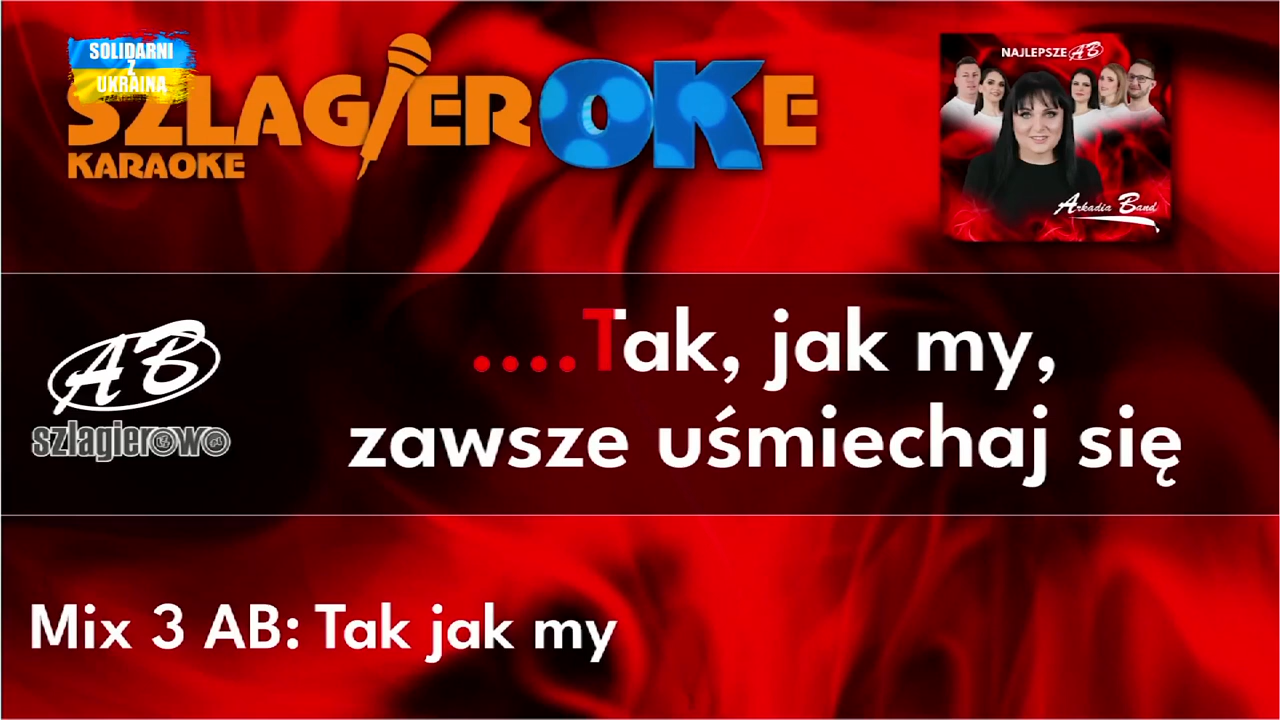 SOLIDARNI
Z
UKRAINĄ
SZLAGIEROKE
KARAOKE
NAJLEPSZE AB
Arkadia Band
....Tak, jak my,
zawsze uśmiechaj się
AB
szlagierowo
Mix 3 AB: Tak jak my